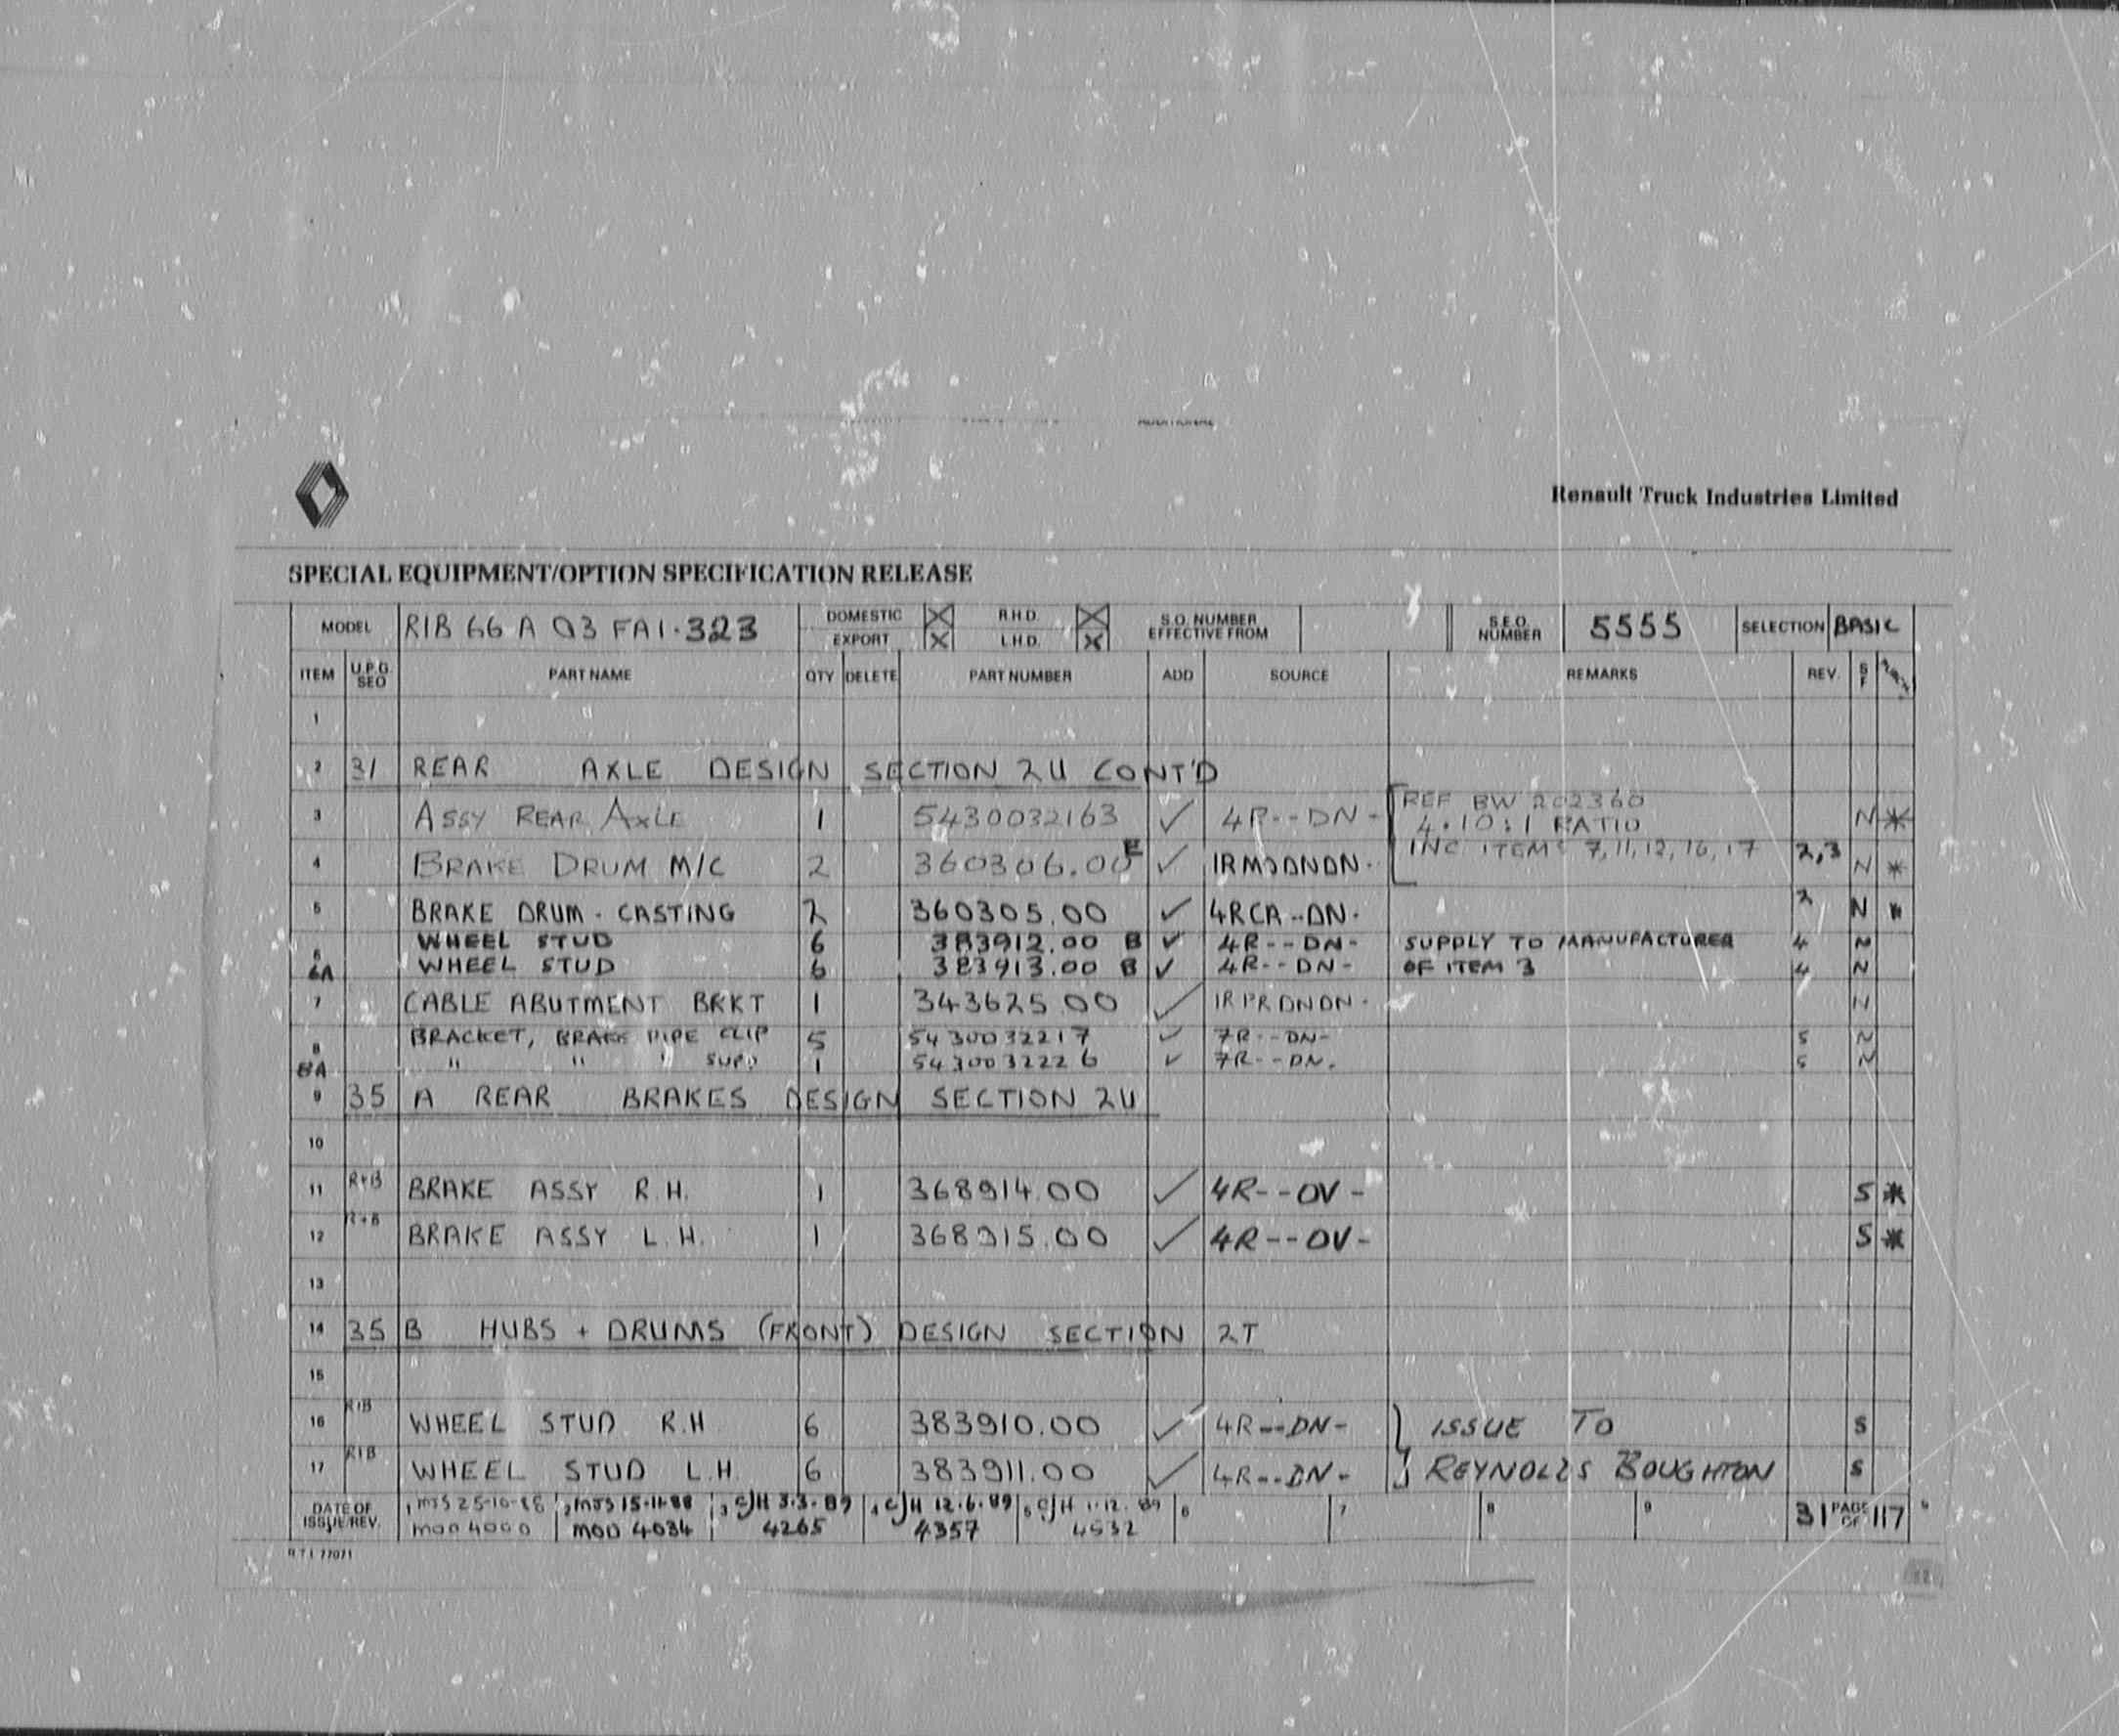 Renault Truck Industries Limited
SPECIAL EQUIPMENT/OPTION SPECIFICATION RELEASE
MODEL R1B 66 A 03 FA1.323 DOMESTIC X R.H.D. X S.O. NUMBER EFFECTIVE FROM S.E.O. NUMBER 5555 SELECTION BASIC
EXPORT X L.H.D. X
ITEM U.P.G. SEQ PART NAME QTY DELETE PART NUMBER ADD SOURCE REMARKS REV. S F
1
2 31 REAR AXLE DESIGN SECTION 2U CONT'D
3 ASSY REAR AXLE 1 5430032163 ✓ 4R--DN- REF BW 202360 N *
4.10:1 RATIO
4 BRAKE DRUM M/C 2 360306.00 E ✓ 1RMJDNDN. INC ITEMS 7,11,12,16,17 2,3 N *
5 BRAKE DRUM. CASTING 2 360305.00 ✓ 4RCA--DN. 2 N *
6 WHEEL STUD 6 383912.00 B ✓ 4R--DN- SUPPLY TO MANUFACTURER 4 N
6A WHEEL STUD 6 383913.00 B ✓ 4R--DN- OF ITEM 3 4 N
7 CABLE ABUTMENT BRKT 1 343625.00 ✓ 1RPRDNDN. N
8 BRACKET, BRAKE PIPE CLIP 5 5430032217 ✓ 7R--DN- 5 N
8A " " " SUPP 1 5430032226 ✓ 7R--DN. 5 N
9 35 A REAR BRAKES DESIGN SECTION 2U
10
11 R+B BRAKE ASSY R.H. 1 368914.00 ✓ 4R--OV- S *
12 R+B BRAKE ASSY L.H. 1 368915.00 ✓ 4R--OV- S *
13
14 35 B HUBS + DRUMS (FRONT) DESIGN SECTION 2T
15
16 R1B WHEEL STUD R.H 6 383910.00 ✓ 4R--DN- } ISSUE TO S
17 R1B WHEEL STUD L.H. 6 383911.00 ✓ 4R--DN- REYNOLDS BOUGHTON S
DATE OF ISSUE/REV. 1 MJS 25-10-88 2 MJS 15-11-88 3 CJH 3.3.89 4 CJH 12.6.89 5 CJH 1.12.89 6 7 8 9 31 PAGE OF 117
MOD 4000 MOD 4034 4265 4357 4532
R.T.I. 77071